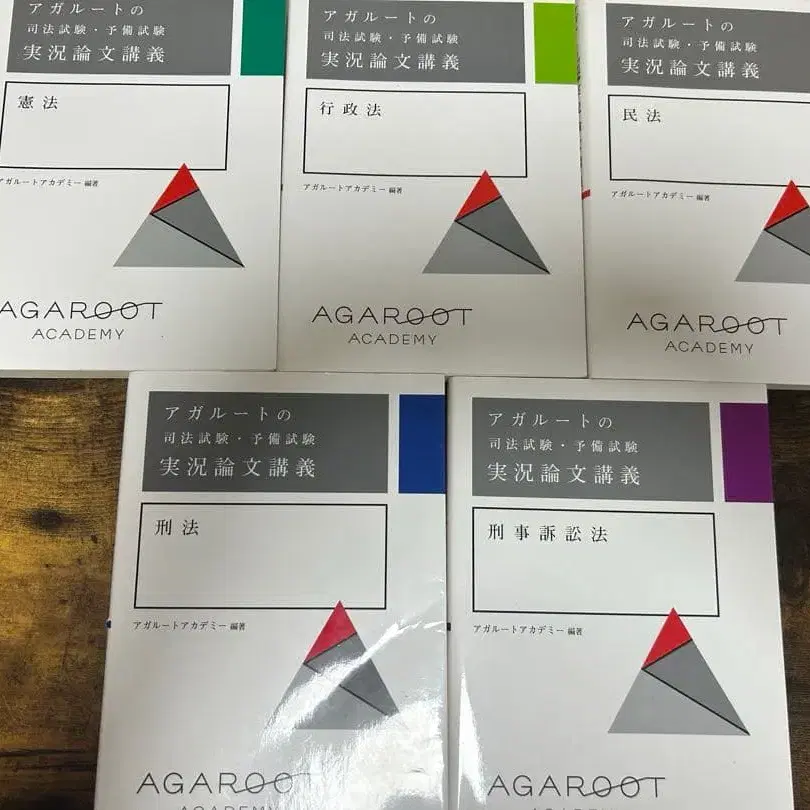 アガルートの
司法試験・予備試験
実況論文講義
憲法
アガルートアカデミー 編著
AGAROOT
ACADEMY
アガルートの
司法試験・予備試験
実況論文講義
行政法
アガルートアカデミー 編著
AGAROOT
ACADEMY
アガルートの
司法試験・予備試験
実況論文講義
民法
アガルートアカデミー 編著
AGAROOT
ACADEMY
アガルートの
司法試験・予備試験
実況論文講義
刑法
アガルートアカデミー 編著
AGAROOT
ACADEMY
アガルートの
司法試験・予備試験
実況論文講義
刑事訴訟法
アガルートアカデミー 編著
AGAROOT
ACADEMY